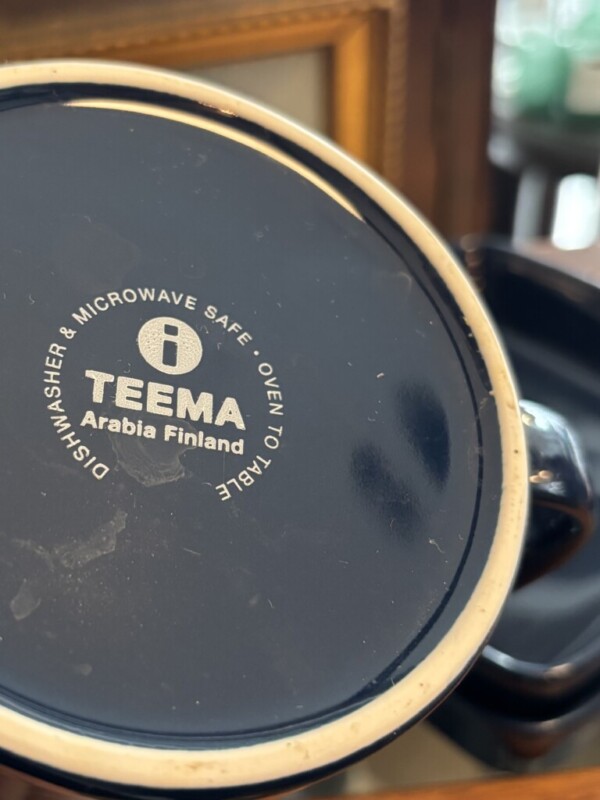 DISHWASHER & MICROWAVE SAFE • OVEN TO TABLE
i
TEEMA
Arabia Finland